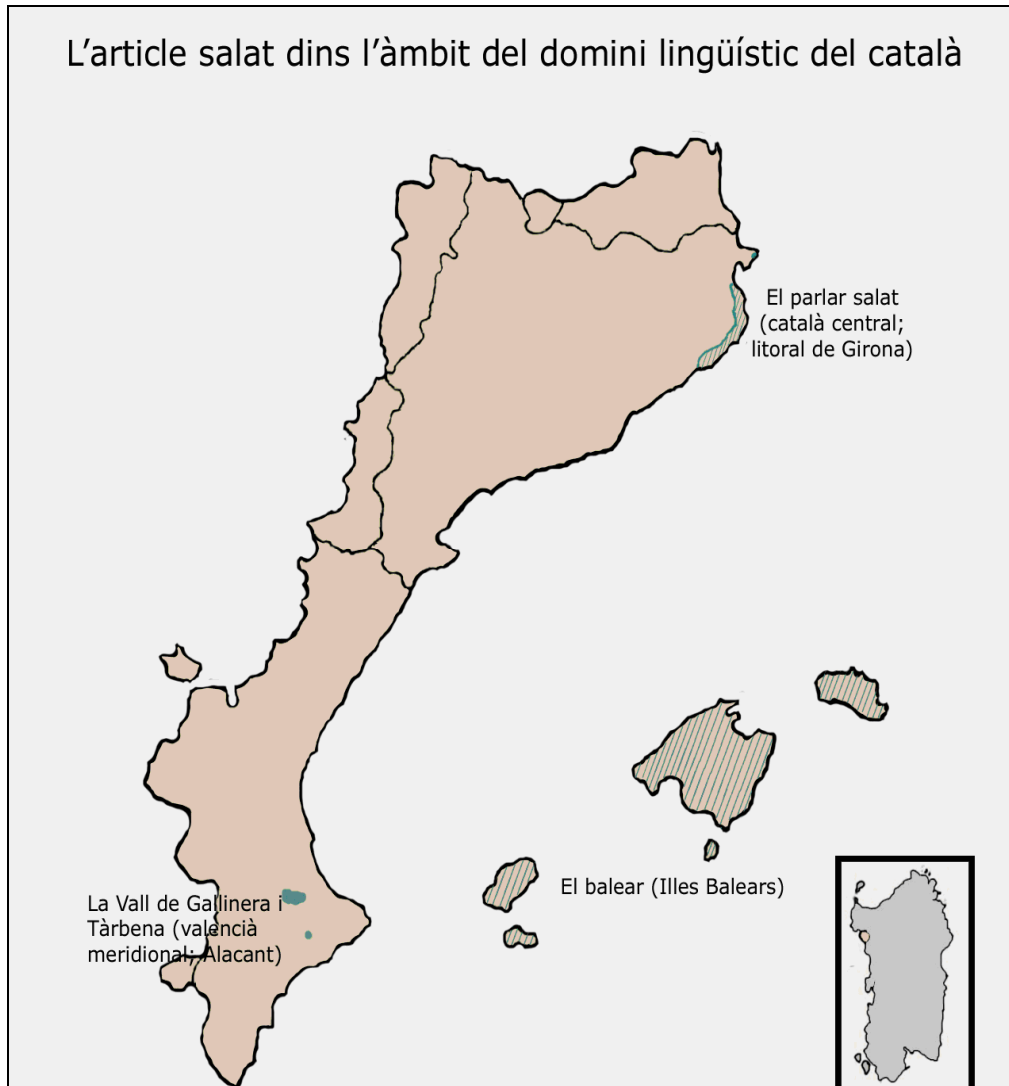 L'article salat dins l'àmbit del domini lingüístic del català
El parlar salat
(català central;
litoral de Girona)
El balear (Illes Balears)
La Vall de Gallinera i
Tàrbena (valencià
meridional; Alacant)